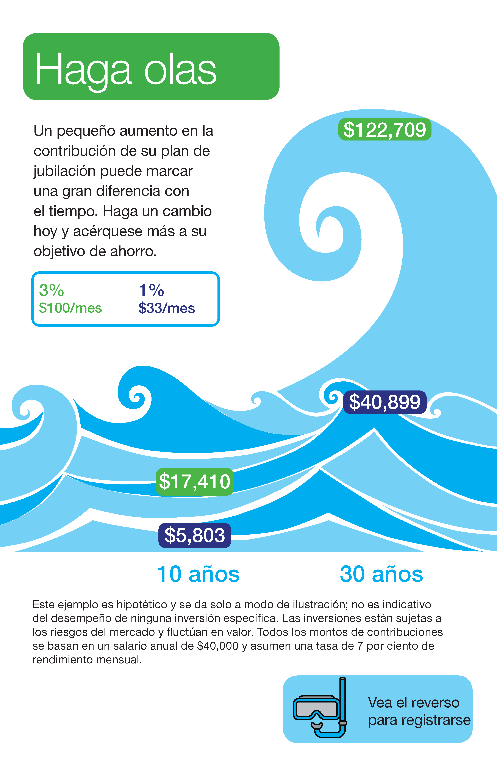 Haga olas
Un pequeño aumento en la
contribución de su plan de
jubilación puede marcar
una gran diferencia con
el tiempo. Haga un cambio
hoy y acérquese más a su
objetivo de ahorro.
3% 1%
$100/mes $33/mes
$122,709
$40,899
$17,410
$5,803
10 años 30 años
Este ejemplo es hipotético y se da solo a modo de ilustración; no es indicativo
del desempeño de ninguna inversión específica. Las inversiones están sujetas a
los riesgos del mercado y fluctúan en valor. Todos los montos de contribuciones
se basan en un salario anual de $40,000 y asumen una tasa de 7 por ciento de
rendimiento mensual.
Vea el reverso
para registrarse